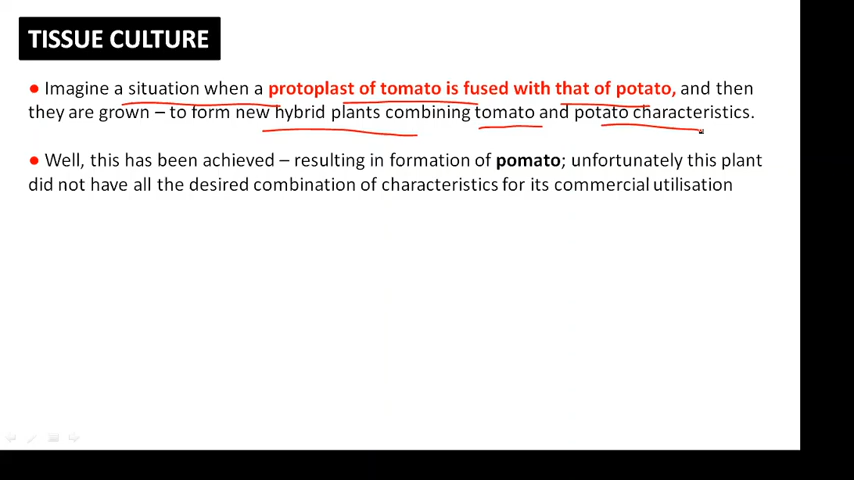 TISSUE CULTURE
● Imagine a situation when a protoplast of tomato is fused with that of potato, and then
they are grown – to form new hybrid plants combining tomato and potato characteristics.
● Well, this has been achieved – resulting in formation of pomato; unfortunately this plant
did not have all the desired combination of characteristics for its commercial utilisation